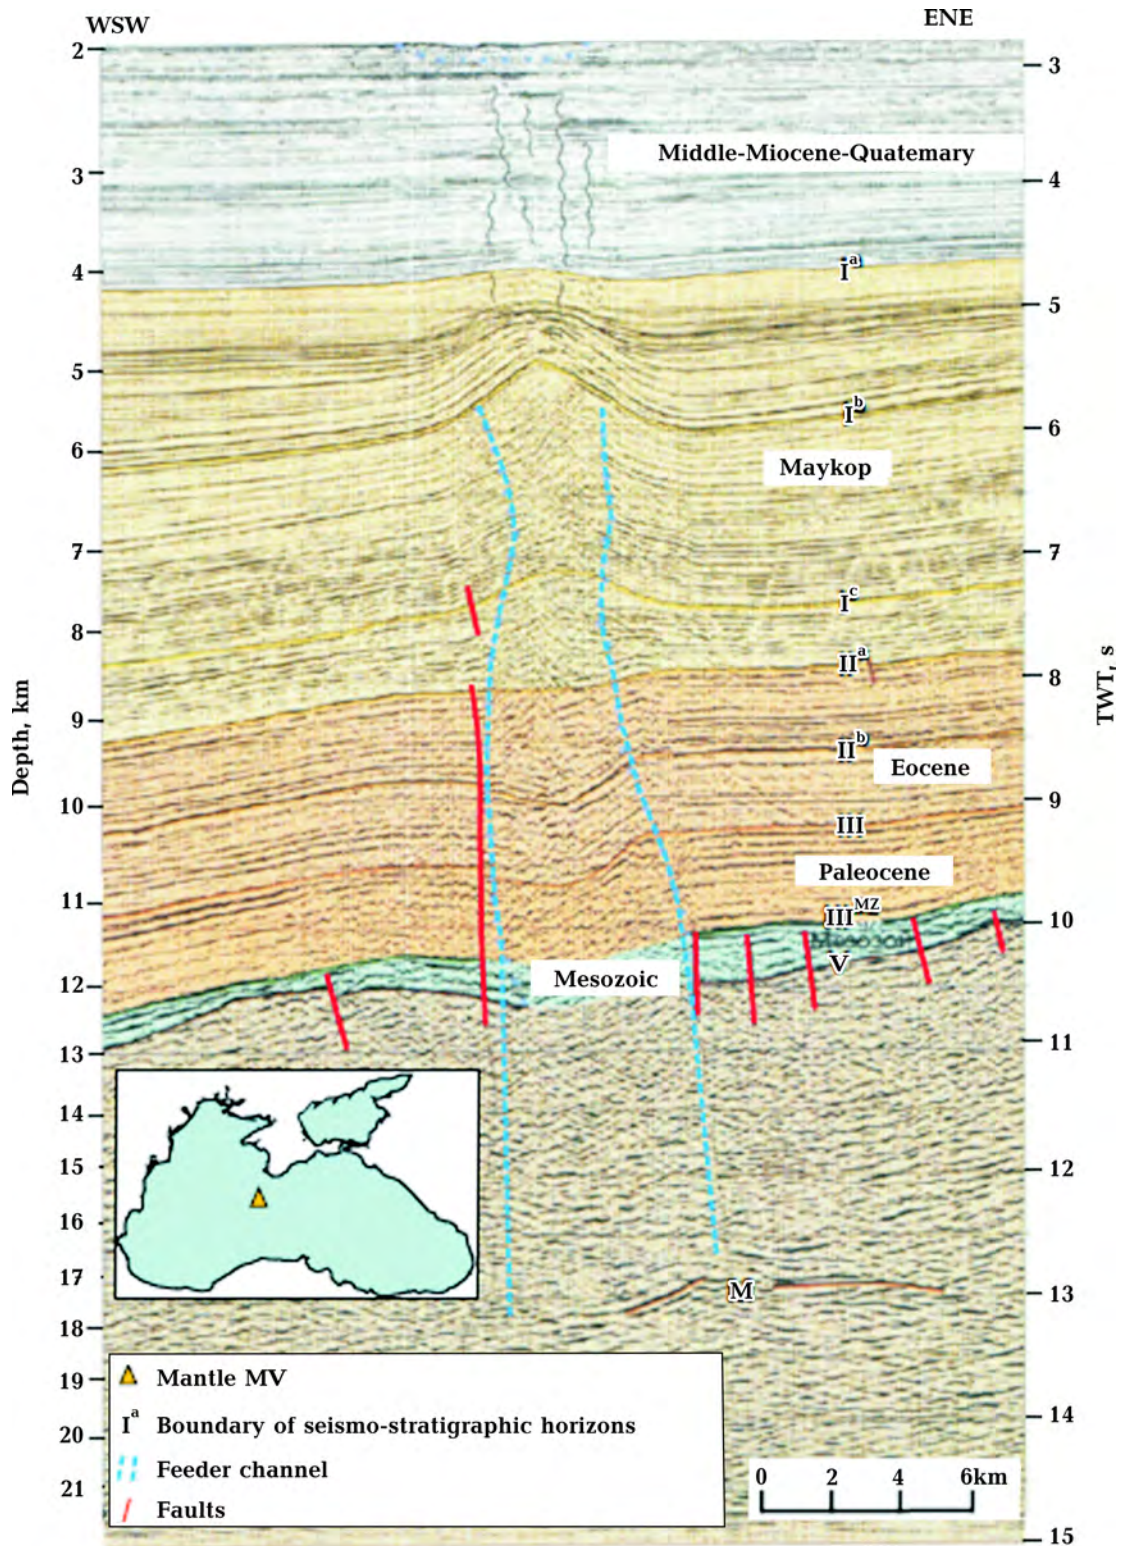 WSW
ENE
2
3
4
5
6
7
8
9
10
11
12
13
14
15
16
17
18
19
20
21
Depth, km
3
4
5
6
7
8
9
10
11
12
13
14
15
TWT, s
Middle-Miocene-Quatemary
Iᵃ
Iᵇ
Maykop
Iᶜ
IIᵃ
IIᵇ
Eocene
III
Paleocene
IIIᴹᶻ
V
Mesozoic
M
Mantle MV
Iᵃ Boundary of seismo-stratigraphic horizons
Feeder channel
Faults
0 2 4 6km